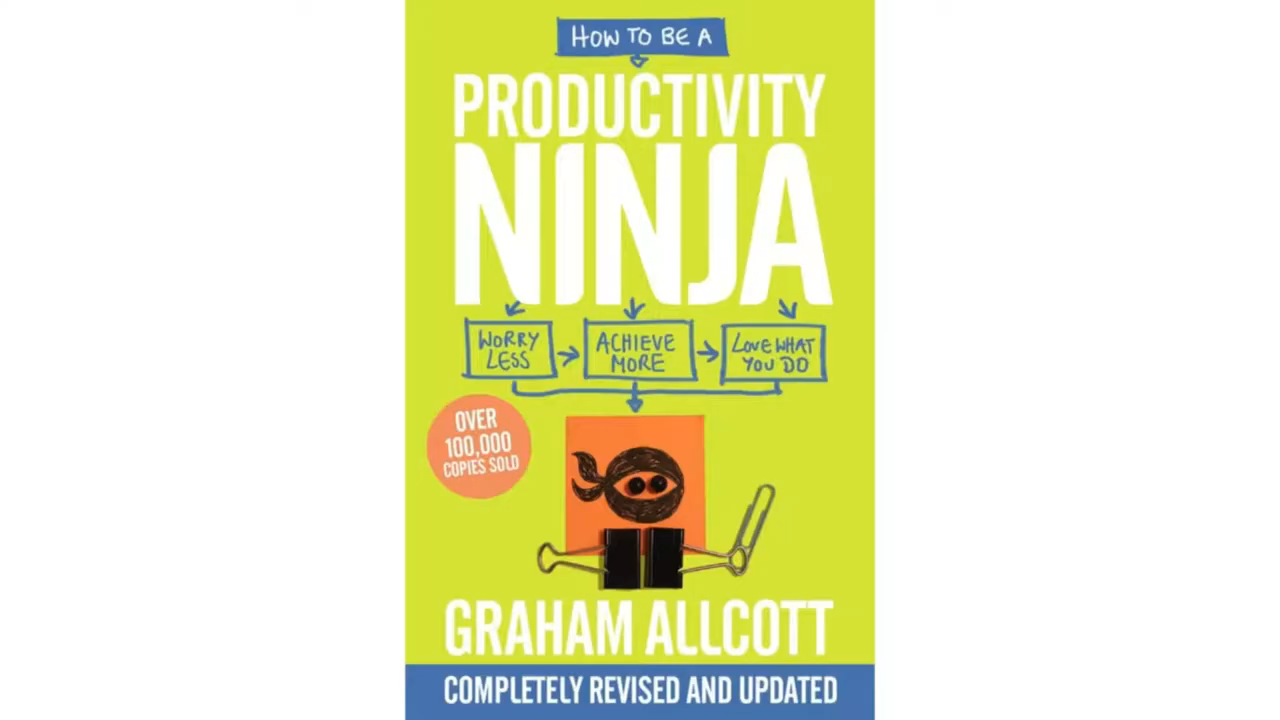 HOW TO BE A
PRODUCTIVITY
NINJA
WORRY
LESS
ACHIEVE
MORE
LOVE WHAT
YOU DO
OVER
100,000
COPIES SOLD
GRAHAM ALLCOTT
COMPLETELY REVISED AND UPDATED